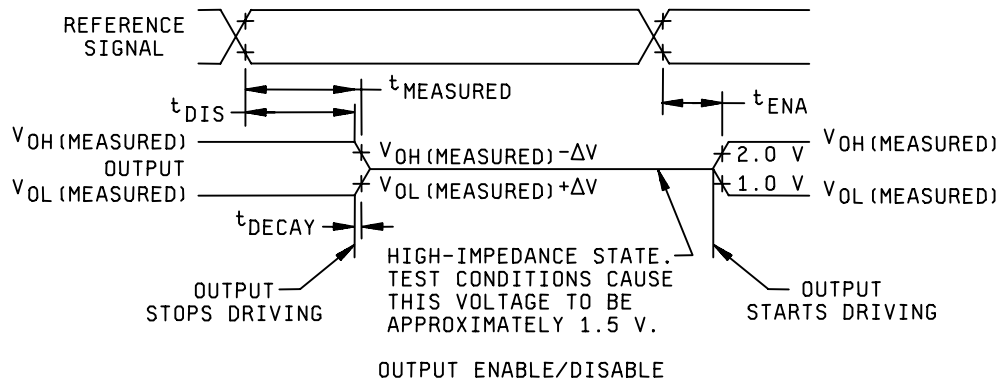 REFERENCE
SIGNAL
tMEASURED
tDIS
tENA
VOH(MEASURED)
OUTPUT
VOL(MEASURED)
VOH(MEASURED)-ΔV
VOL(MEASURED)+ΔV
2.0 V
1.0 V
VOH(MEASURED)
VOL(MEASURED)
tDECAY
HIGH-IMPEDANCE STATE.
TEST CONDITIONS CAUSE
THIS VOLTAGE TO BE
APPROXIMATELY 1.5 V.
OUTPUT
STOPS DRIVING
OUTPUT
STARTS DRIVING
OUTPUT ENABLE/DISABLE